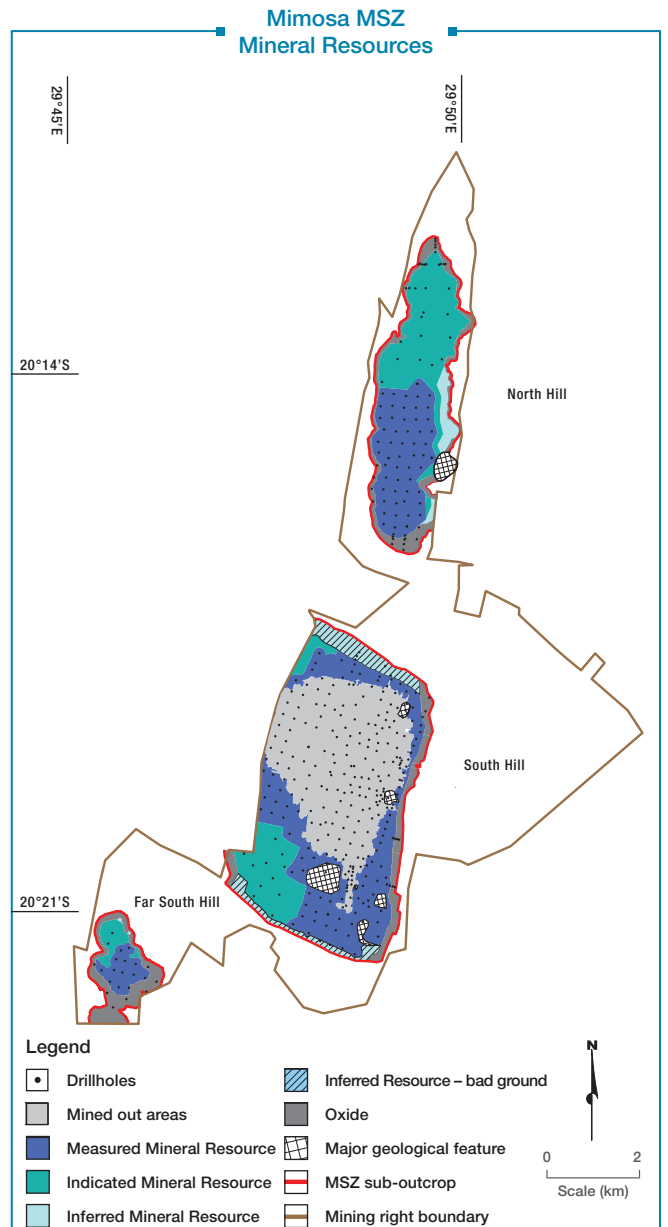 Mimosa MSZ
Mineral Resources
29°45'E
29°50'E
20°14'S
North Hill
South Hill
20°21'S
Far South Hill
Legend
Drillholes
Mined out areas
Measured Mineral Resource
Indicated Mineral Resource
Inferred Mineral Resource
Inferred Resource – bad ground
Oxide
Major geological feature
MSZ sub-outcrop
Mining right boundary
N
0 2
Scale (km)